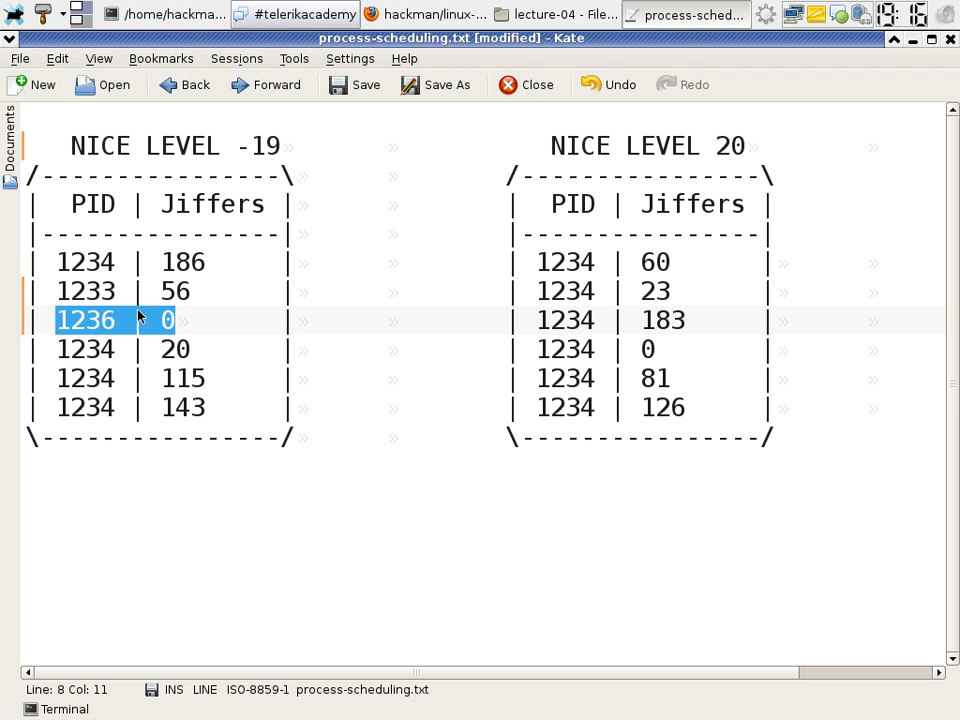 /home/hackma... #telerikacademy hackman/linux-... lecture-04 - File... process-sched... 19:16
process-scheduling.txt [modified] - Kate
File Edit View Bookmarks Sessions Tools Settings Help
New Open Back Forward Save Save As Close Undo Redo
Documents
NICE LEVEL -19» » NICE LEVEL 20» »
/----------------\» » /----------------\
| PID | Jiffers |» » | PID | Jiffers |
|----------------|» » |----------------|
| 1234 | 186 |» » | 1234 | 60 |» »
| 1233 | 56 |» » | 1234 | 23 |» »
| 1236 | 0» |» » | 1234 | 183 |» »
| 1234 | 20 |» » | 1234 | 0 |» »
| 1234 | 115 |» » | 1234 | 81 |» »
| 1234 | 143 |» » | 1234 | 126 |» »
\----------------/» » \----------------/
Line: 8 Col: 11 INS LINE ISO-8859-1 process-scheduling.txt
Terminal